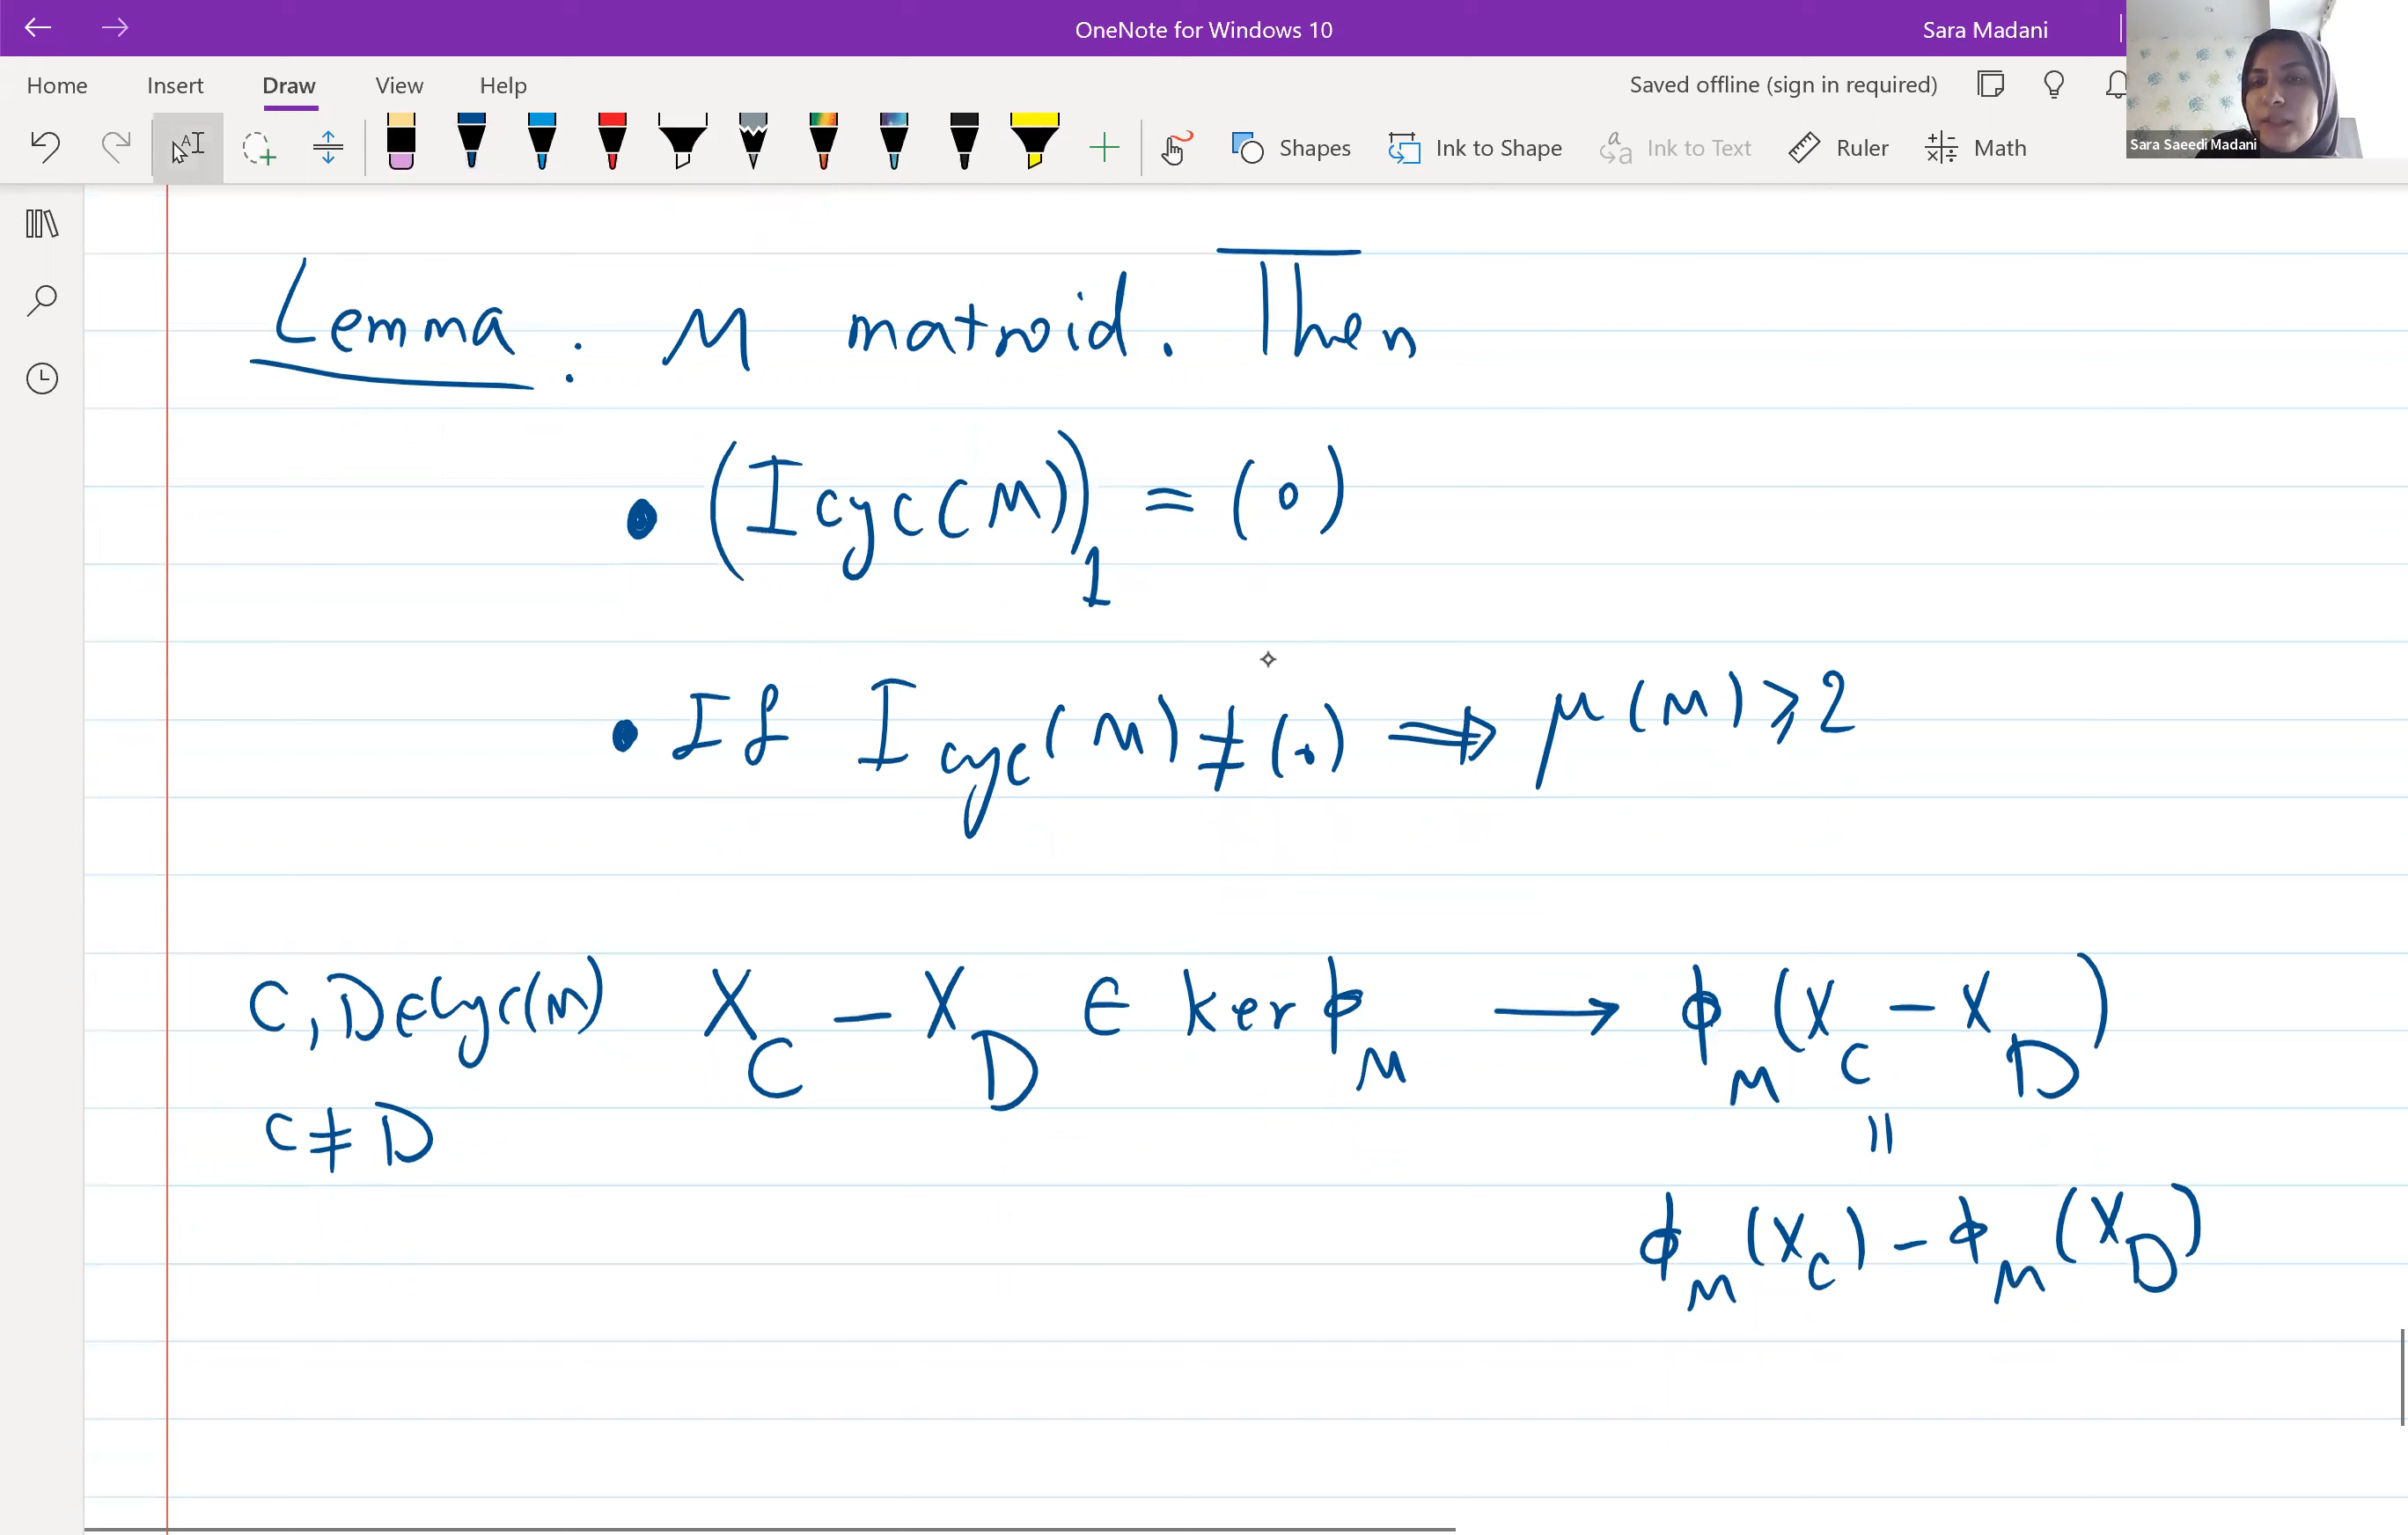 OneNote for Windows 10
Sara Madani
Home Insert Draw View Help
Saved offline (sign in required)
Shapes Ink to Shape Ink to Text Ruler Math
Sara Saeedi Madani
Lemma : M matroid. Then
• (I cyc(M))₁ = (0)
• If I cyc(M) ≠ (0) ⟹ μ(M) ⩾ 2
C, D ∈ Cyc(M) X_C − X_D ∈ ker ϕ_M ⟶ ϕ_M (X_C − X_D)
C ≠ D
||
ϕ_M (X_C) − ϕ_M (X_D)